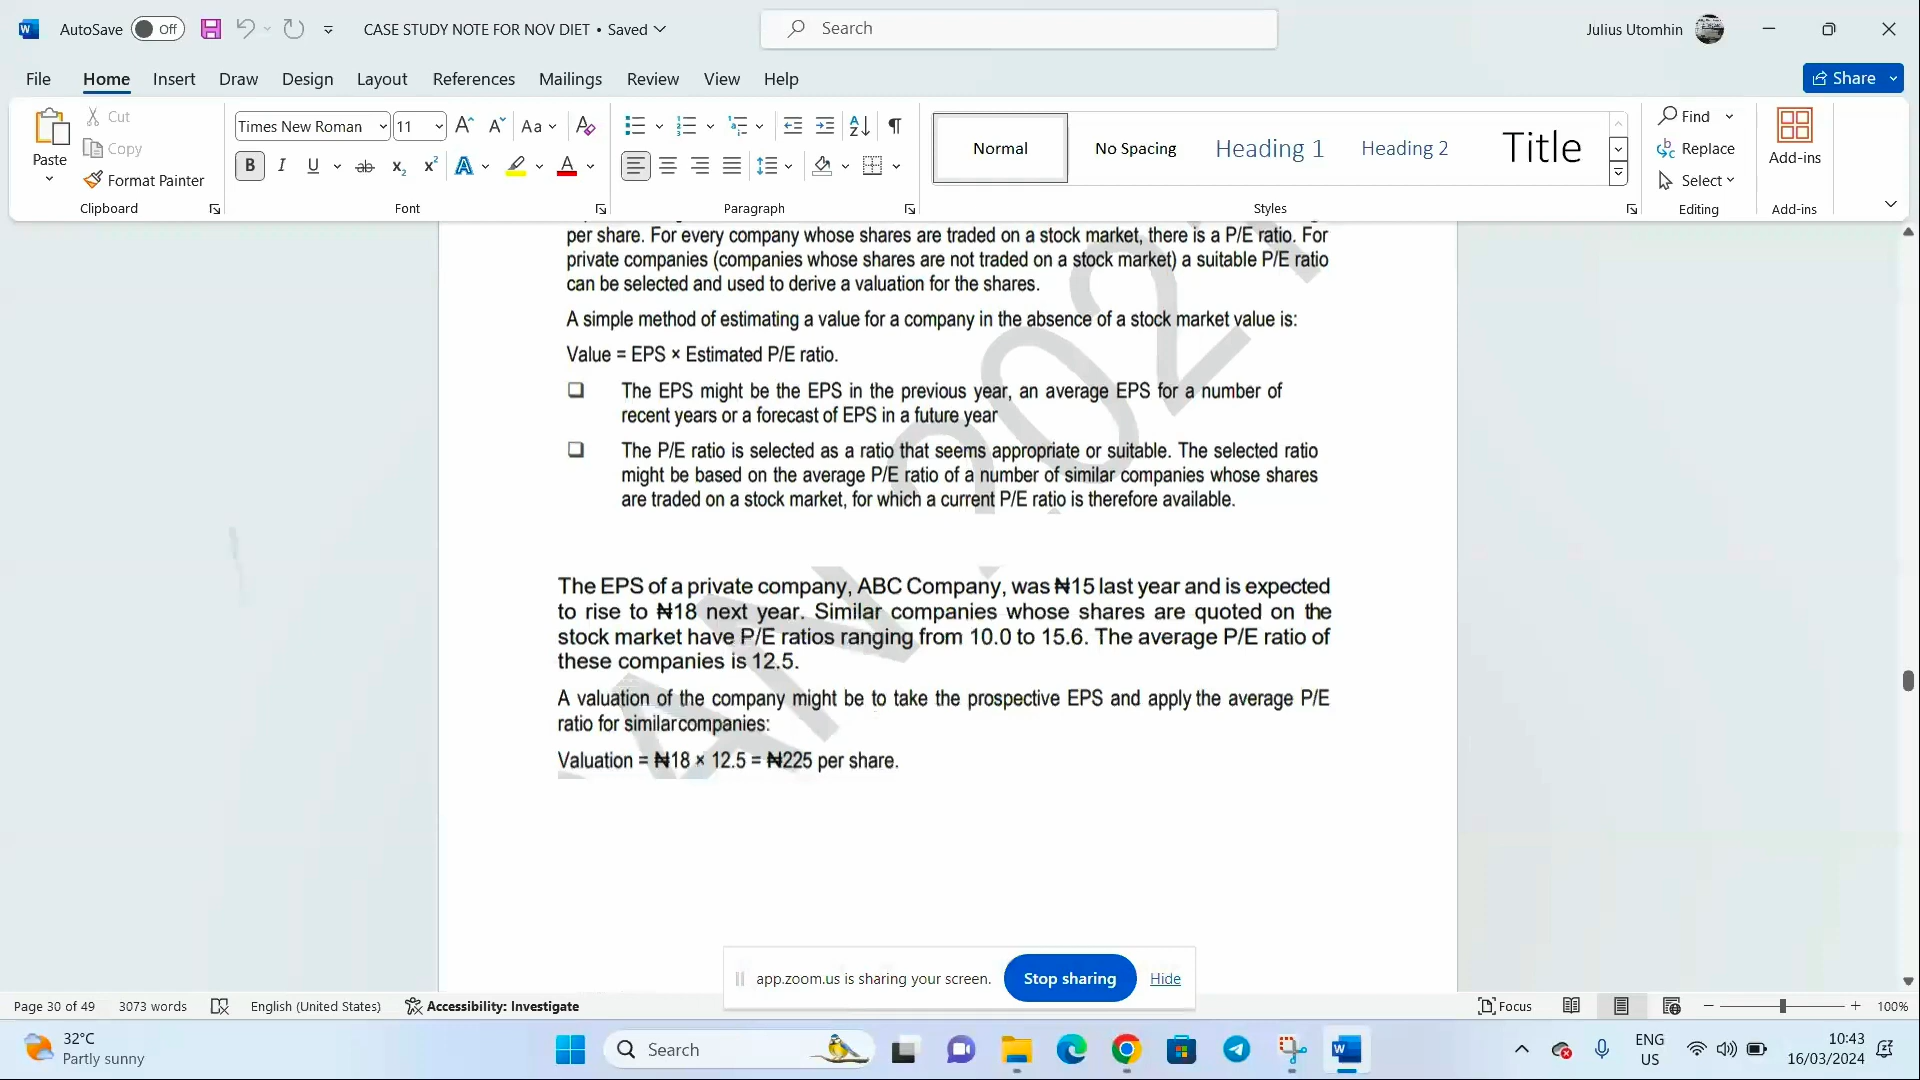 AutoSave Off CASE STUDY NOTE FOR NOV DIET • Saved Search Julius Utomhin
File Home Insert Draw Design Layout References Mailings Review View Help Share
Paste
Cut
Copy
Format Painter
Clipboard
Times New Roman 11
Aa
B I U ab x₂ x² A A
Font
Paragraph
Normal No Spacing Heading 1 Heading 2 Title
Styles
Find
Replace
Select
Editing
Add-ins
Add-ins
per share. For every company whose shares are traded on a stock market, there is a P/E ratio. For
private companies (companies whose shares are not traded on a stock market) a suitable P/E ratio
can be selected and used to derive a valuation for the shares.
A simple method of estimating a value for a company in the absence of a stock market value is:
Value = EPS × Estimated P/E ratio.
❑ The EPS might be the EPS in the previous year, an average EPS for a number of
recent years or a forecast of EPS in a future year
❑ The P/E ratio is selected as a ratio that seems appropriate or suitable. The selected ratio
might be based on the average P/E ratio of a number of similar companies whose shares
are traded on a stock market, for which a current P/E ratio is therefore available.
The EPS of a private company, ABC Company, was ₦15 last year and is expected
to rise to ₦18 next year. Similar companies whose shares are quoted on the
stock market have P/E ratios ranging from 10.0 to 15.6. The average P/E ratio of
these companies is 12.5.
A valuation of the company might be to take the prospective EPS and apply the average P/E
ratio for similar companies:
Valuation = ₦18 × 12.5 = ₦225 per share.
app.zoom.us is sharing your screen. Stop sharing Hide
Page 30 of 49 3073 words English (United States) Accessibility: Investigate Focus 100%
32°C
Partly sunny
Search
ENG
US
10:43
16/03/2024